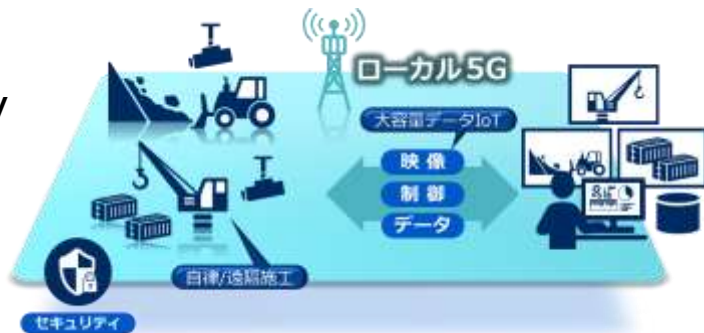 ローカル5G
大容量データIoT
映像
制御
データ
自律/遠隔施工
セキュリティ